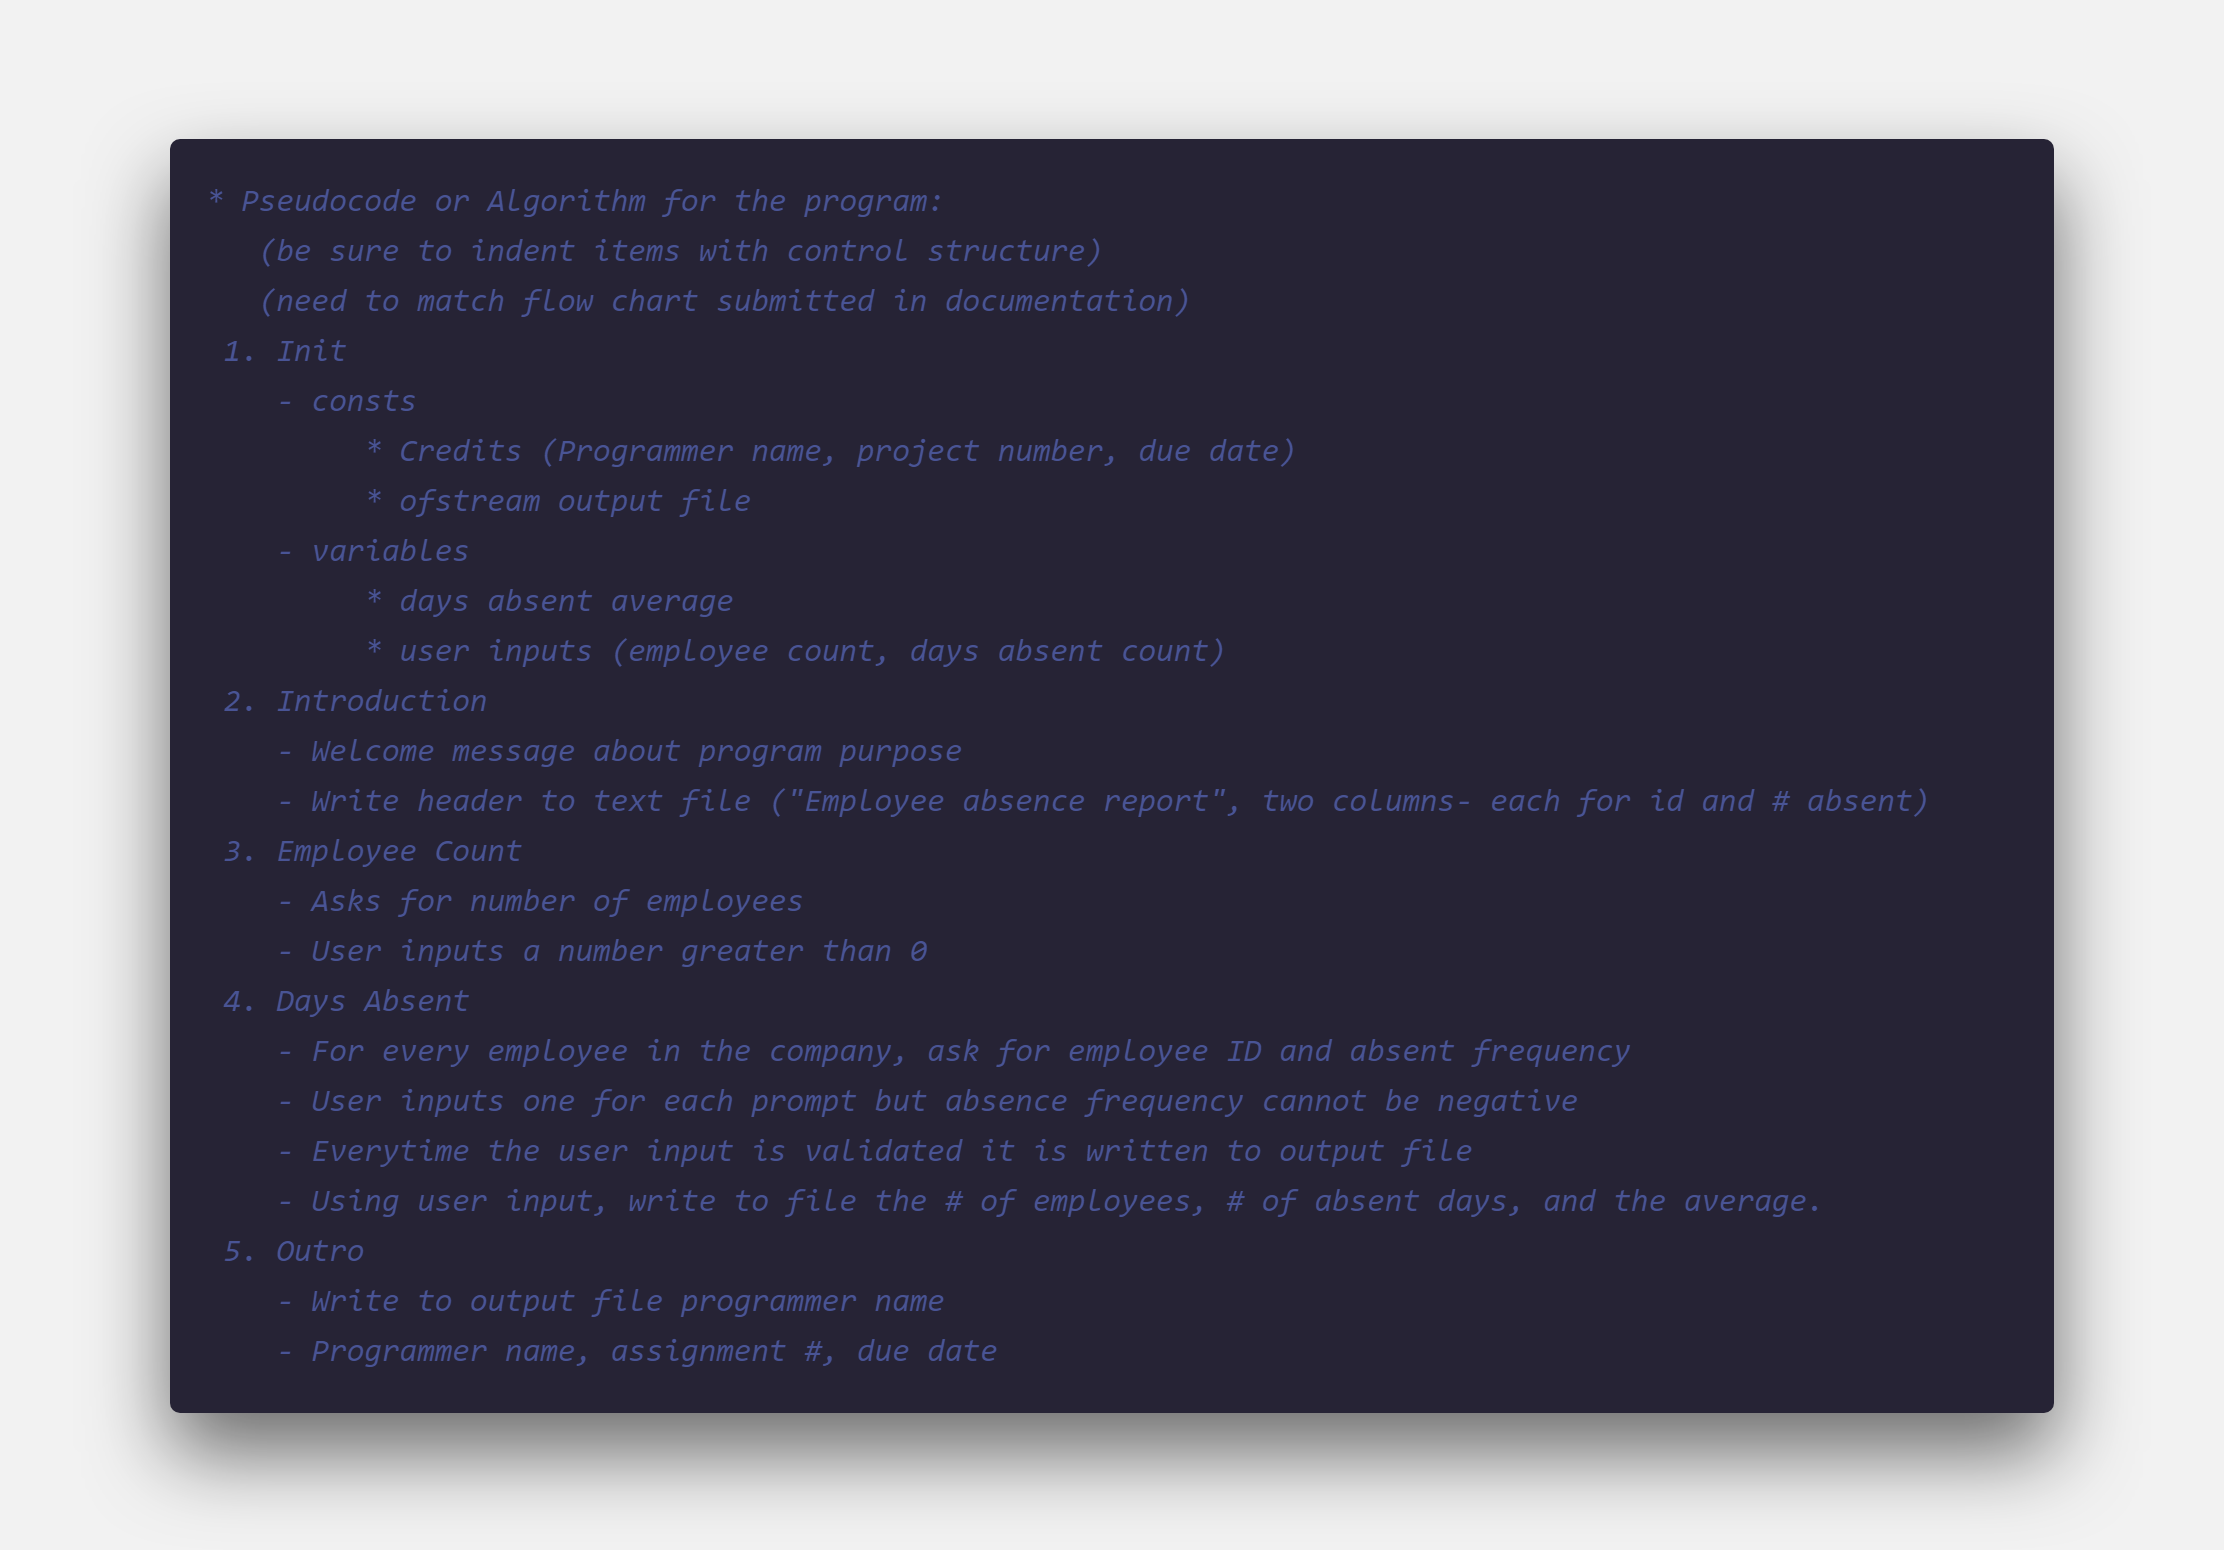 * Pseudocode or Algorithm for the program:
(be sure to indent items with control structure)
(need to match flow chart submitted in documentation)
1. Init
- consts
* Credits (Programmer name, project number, due date)
* ofstream output file
- variables
* days absent average
* user inputs (employee count, days absent count)
2. Introduction
- Welcome message about program purpose
- Write header to text file ("Employee absence report", two columns- each for id and # absent)
3. Employee Count
- Asks for number of employees
- User inputs a number greater than 0
4. Days Absent
- For every employee in the company, ask for employee ID and absent frequency
- User inputs one for each prompt but absence frequency cannot be negative
- Everytime the user input is validated it is written to output file
- Using user input, write to file the # of employees, # of absent days, and the average.
5. Outro
- Write to output file programmer name
- Programmer name, assignment #, due date